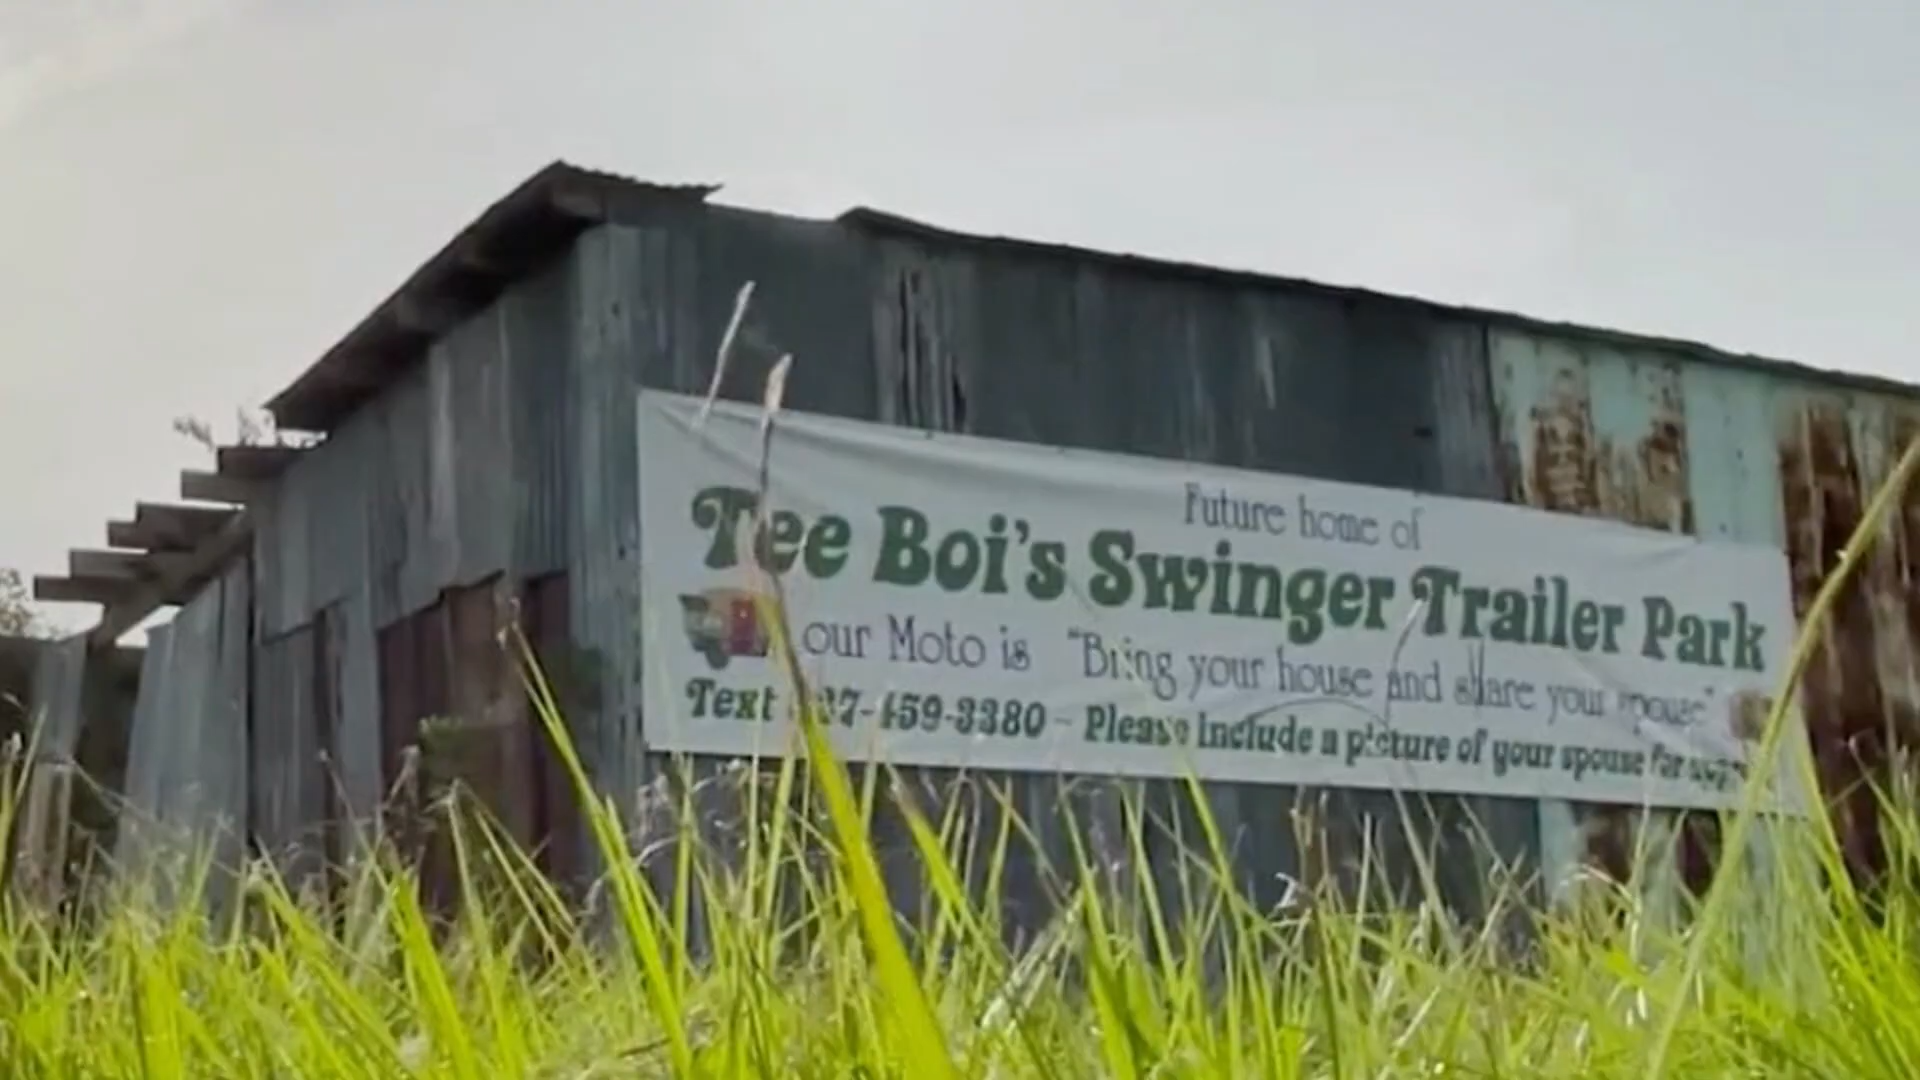 Future home of
Tee Boi's Swinger Trailer Park
our Moto is "Bring your house and share your spouse"
Text 37-459-3380 - Please include a picture of your spouse for